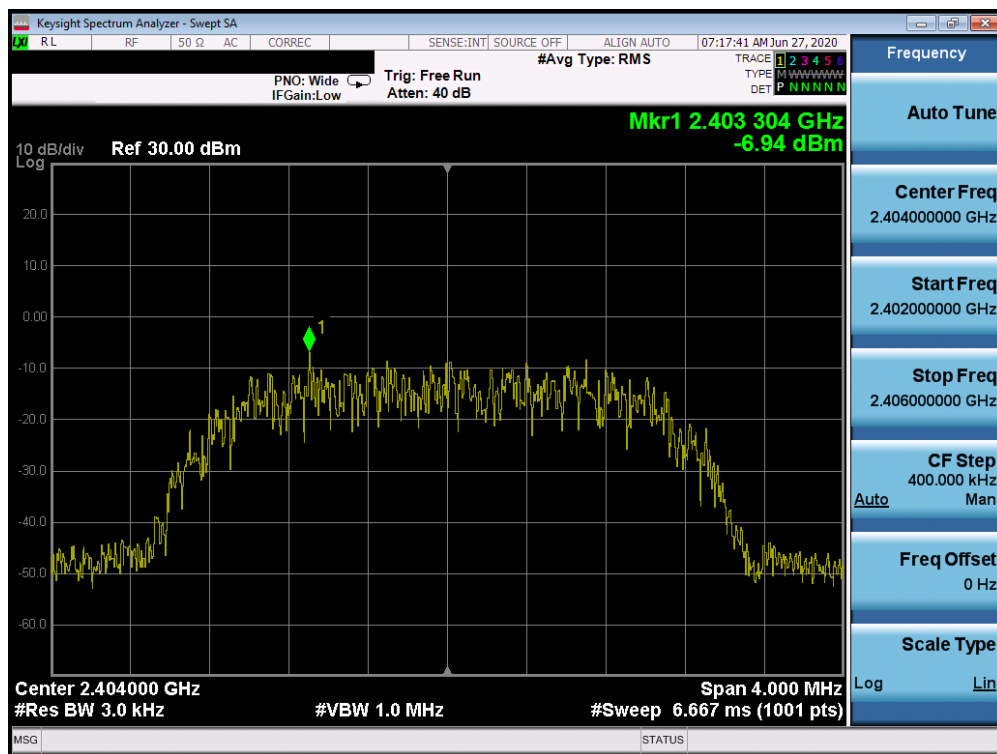 Keysight Spectrum Analyzer - Swept SA
LXI RL RF 50 Ω AC CORREC SENSE:INT SOURCE OFF ALIGN AUTO 07:17:41 AM Jun 27, 2020
#Avg Type: RMS
TRACE 1 2 3 4 5 6
PNO: Wide Trig: Free Run
TYPE M WWWWW
IFGain:Low Atten: 40 dB
DET P N N N N N
Mkr1 2.403 304 GHz
-6.94 dBm
10 dB/div Ref 30.00 dBm
Log
20.0
10.0
0.00
1
-10.0
-20.0
-30.0
-40.0
-50.0
-60.0
Center 2.404000 GHz Span 4.000 MHz
#Res BW 3.0 kHz #VBW 1.0 MHz #Sweep 6.667 ms (1001 pts)
MSG STATUS
Frequency
Auto Tune
Center Freq
2.404000000 GHz
Start Freq
2.402000000 GHz
Stop Freq
2.406000000 GHz
CF Step
400.000 kHz
Auto Man
Freq Offset
0 Hz
Scale Type
Log Lin